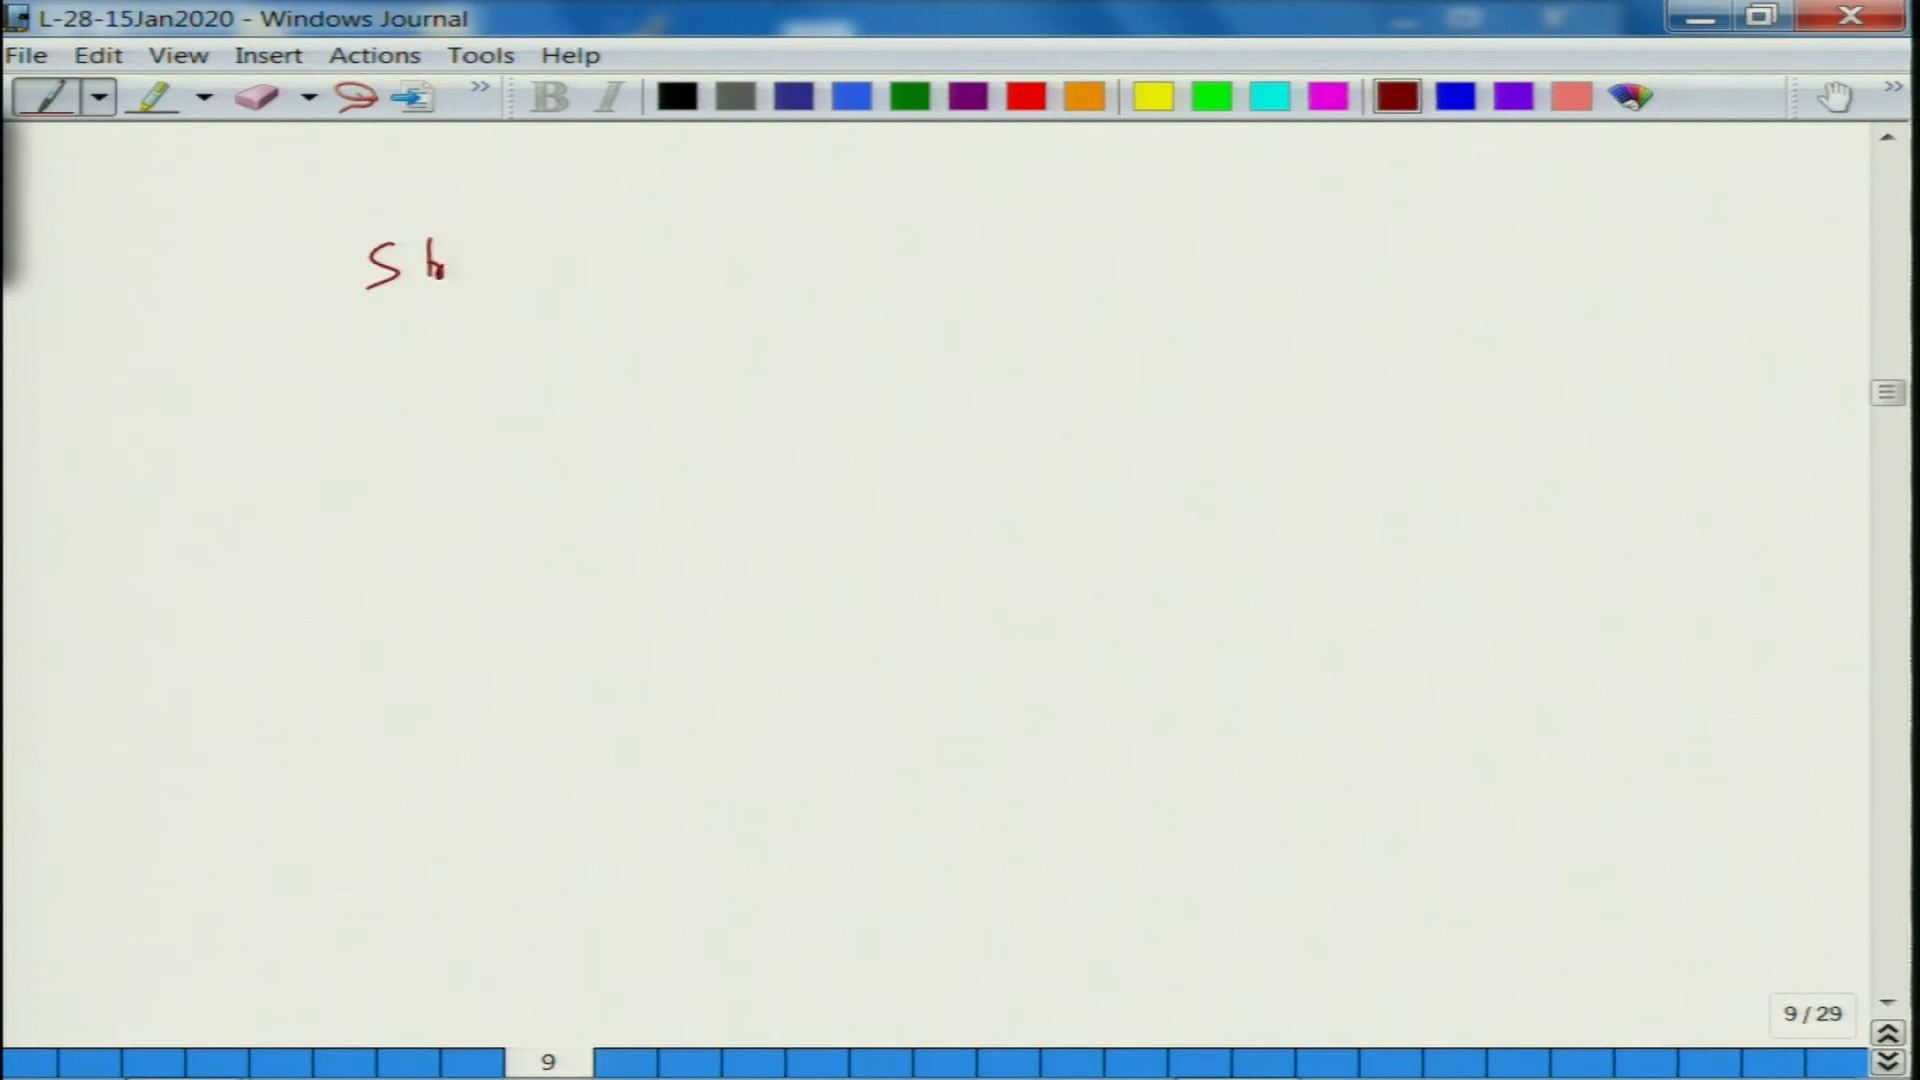 L-28-15Jan2020 - Windows Journal
File Edit View Insert Actions Tools Help
B I
S h
9 / 29
9